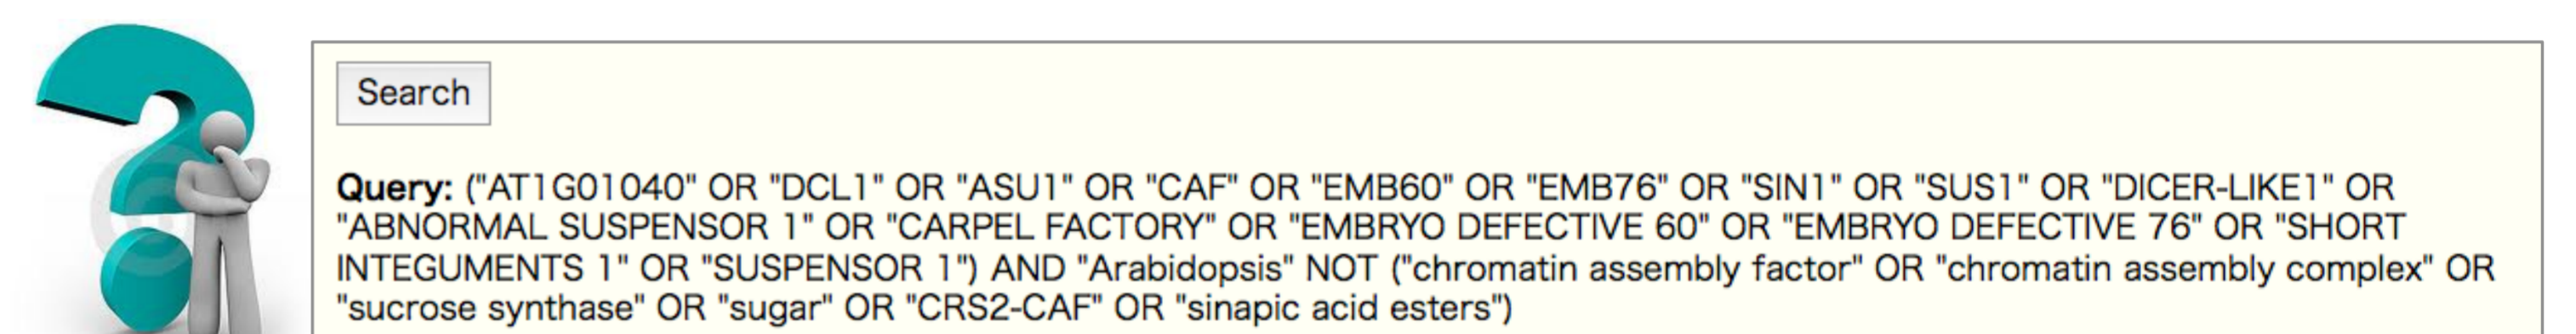 Search
Query: ("AT1G01040" OR "DCL1" OR "ASU1" OR "CAF" OR "EMB60" OR "EMB76" OR "SIN1" OR "SUS1" OR "DICER-LIKE1" OR
"ABNORMAL SUSPENSOR 1" OR "CARPEL FACTORY" OR "EMBRYO DEFECTIVE 60" OR "EMBRYO DEFECTIVE 76" OR "SHORT
INTEGUMENTS 1" OR "SUSPENSOR 1") AND "Arabidopsis" NOT ("chromatin assembly factor" OR "chromatin assembly complex" OR
"sucrose synthase" OR "sugar" OR "CRS2-CAF" OR "sinapic acid esters")